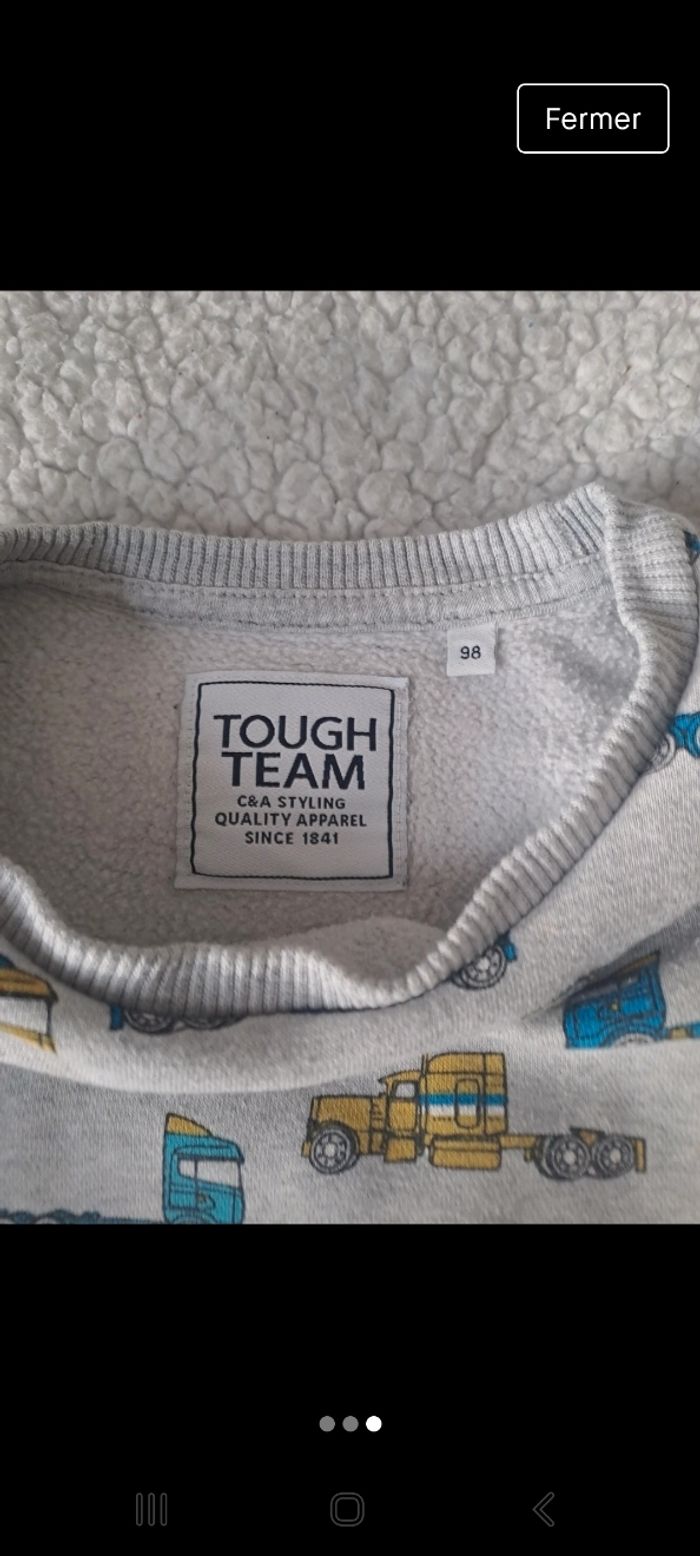 Fermer
98
TOUGH
TEAM
C&A STYLING
QUALITY APPAREL
SINCE 1841